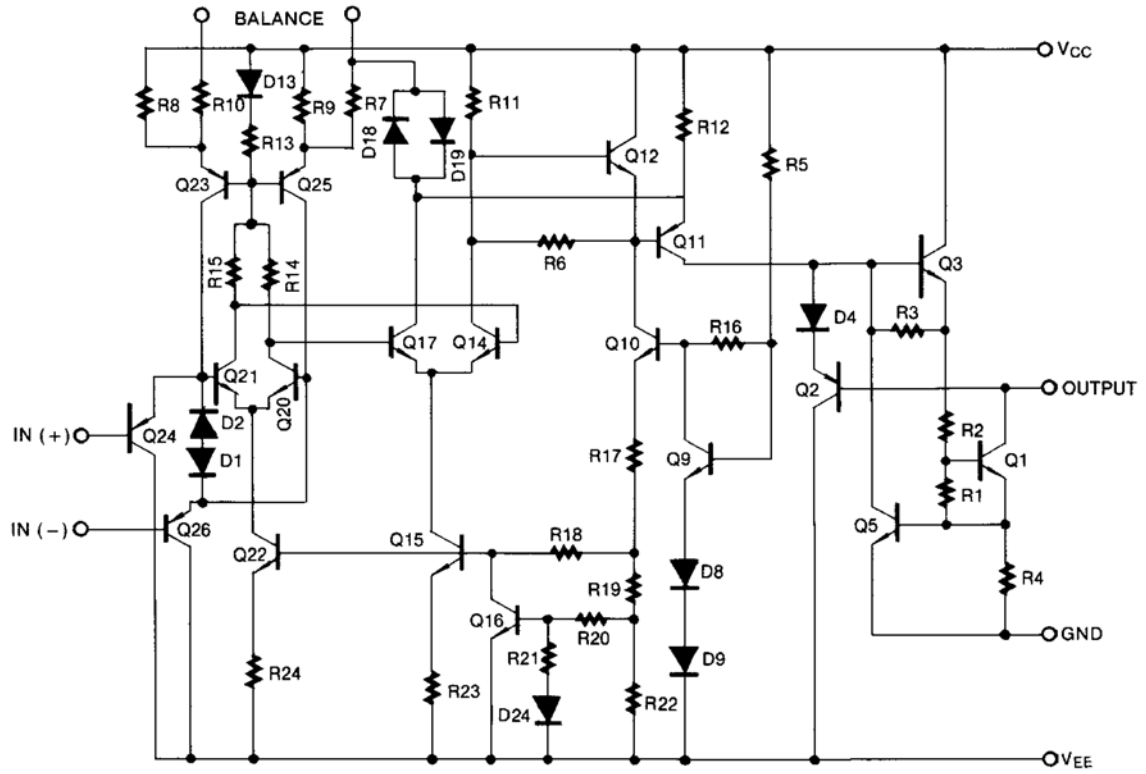 BALANCE
VCC
D13
R8
R10
R9
R7
R11
R13
D18
D19
R12
Q12
R5
Q23
Q25
R15
R14
R6
Q11
Q3
D4
R3
Q17
Q14
Q10
R16
Q21
Q20
Q2
OUTPUT
IN (+)
Q24
D2
D1
R17
Q9
R2
Q1
R1
IN (-)
Q26
Q22
Q15
R18
Q5
R19
D8
R4
Q16
R20
R21
GND
R24
R23
D24
R22
D9
VEE